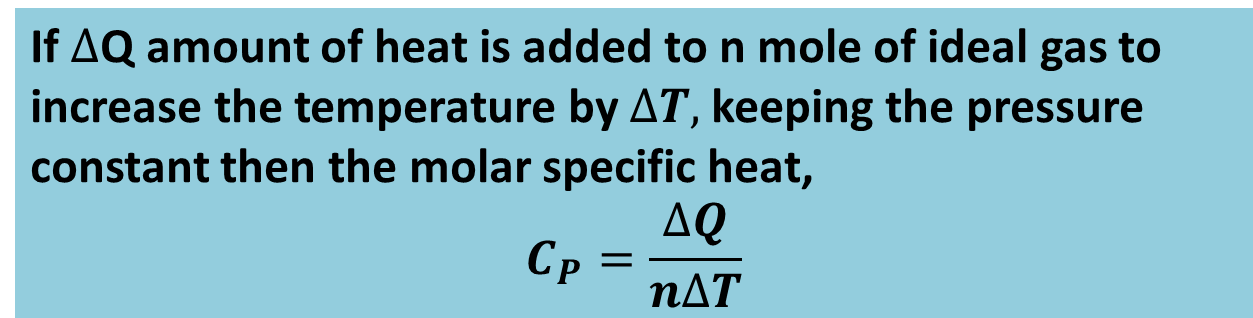 If ΔQ amount of heat is added to n mole of ideal gas to
increase the temperature by ΔT, keeping the pressure
constant then the molar specific heat,
C_P = ΔQ / nΔT